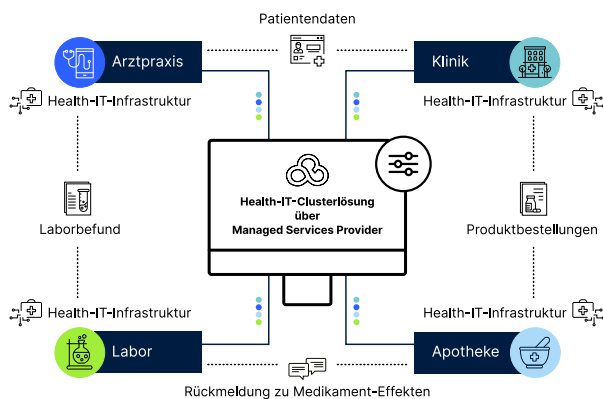 Patientendaten
Arztpraxis
Klinik
Health-IT-Infrastruktur
Health-IT-Infrastruktur
Health-IT-Clusterlösung
über
Managed Services Provider
Laborbefund
Produktbestellungen
Health-IT-Infrastruktur
Health-IT-Infrastruktur
Labor
Apotheke
Rückmeldung zu Medikament-Effekten